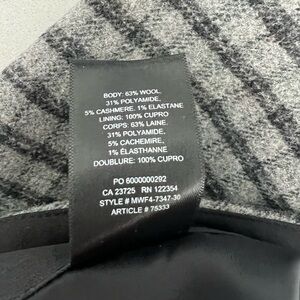 BODY: 63% WOOL,
31% POLYAMIDE,
5% CASHMERE, 1% ELASTANE
LINING: 100% CUPRO
CORPS: 63% LAINE,
31% POLYAMIDE,
5% CACHEMIRE,
1% ÉLASTHANNE
DOUBLURE: 100% CUPRO
PO 6000000292
CA 23725 RN 122354
STYLE # MWF4-7347-30
ARTICLE # 75333